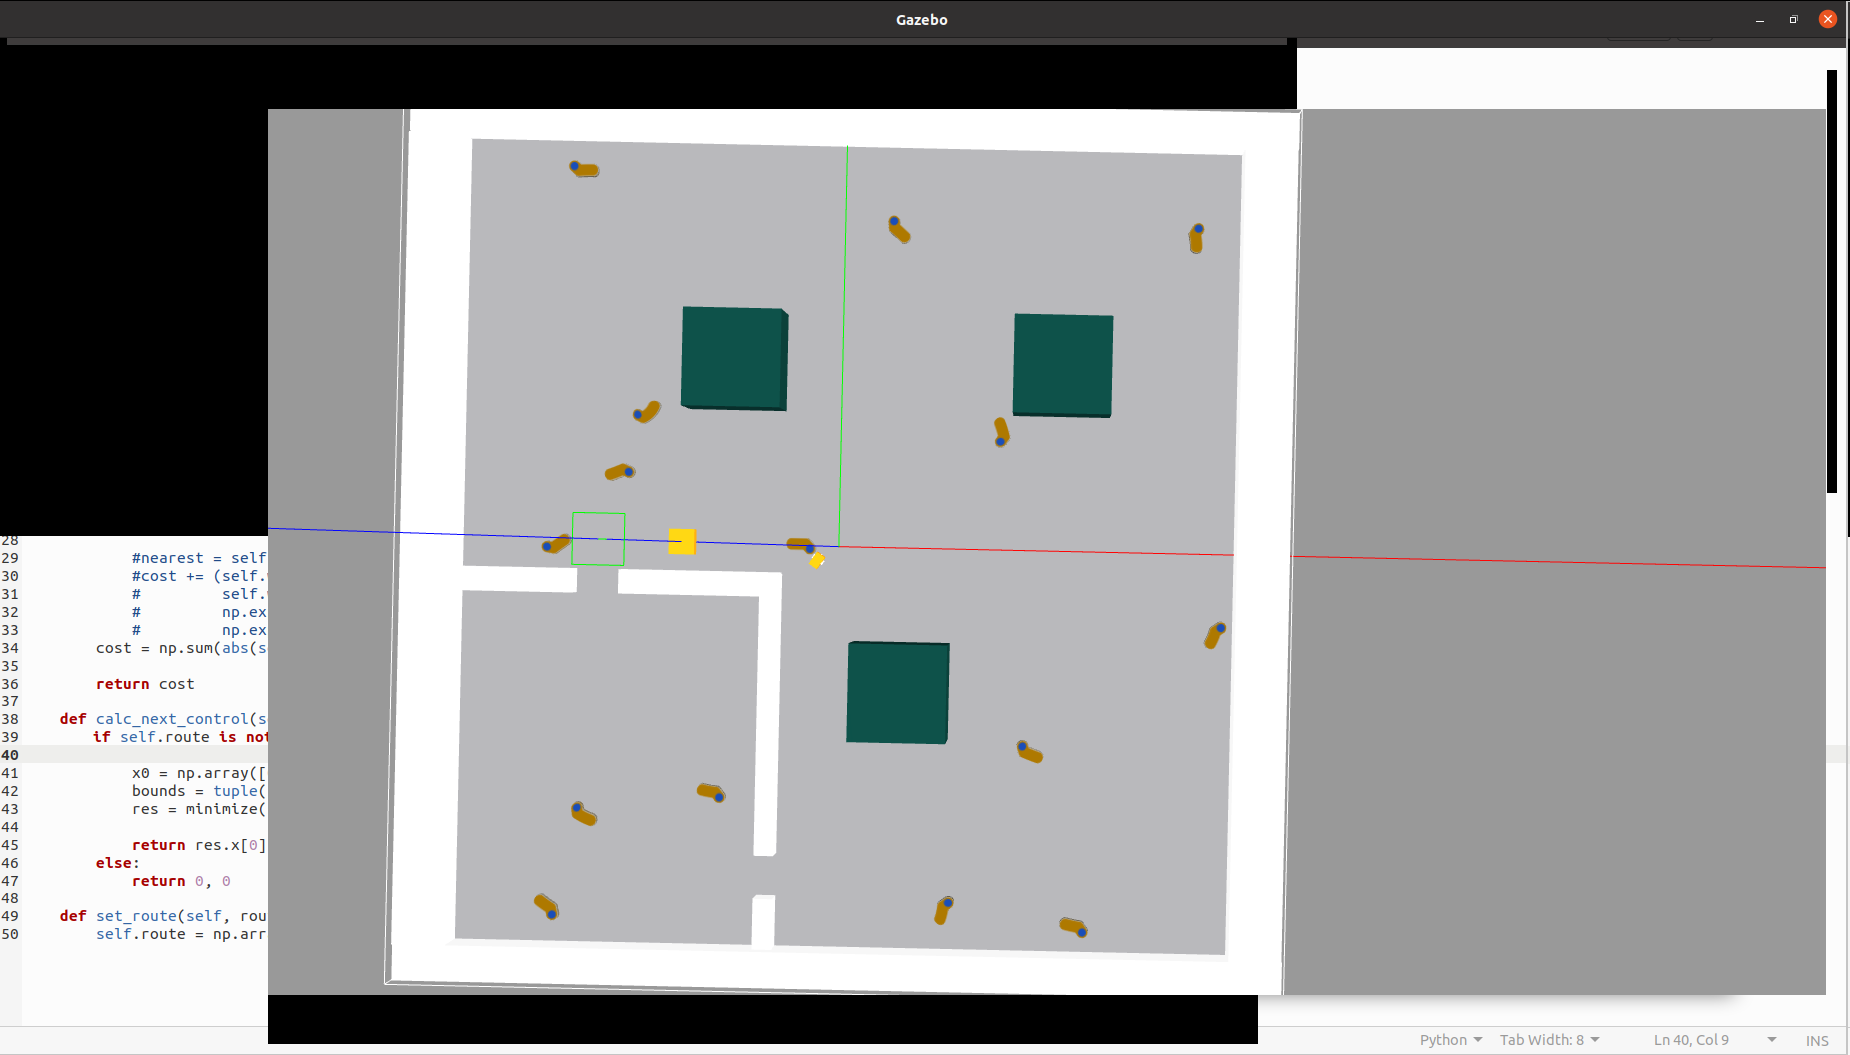 Gazebo
28
29 #nearest = self
30 #cost += (self.
31 # self.
32 # np.ex
33 # np.ex
34 cost = np.sum(abs(s
35
36 return cost
37
38 def calc_next_control(s
39 if self.route is not
40
41 x0 = np.array([
42 bounds = tuple(
43 res = minimize(
44
45 return res.x[0]
46 else:
47 return 0, 0
48
49 def set_route(self, rou
50 self.route = np.arr
Python Tab Width: 8 Ln 40, Col 9 INS